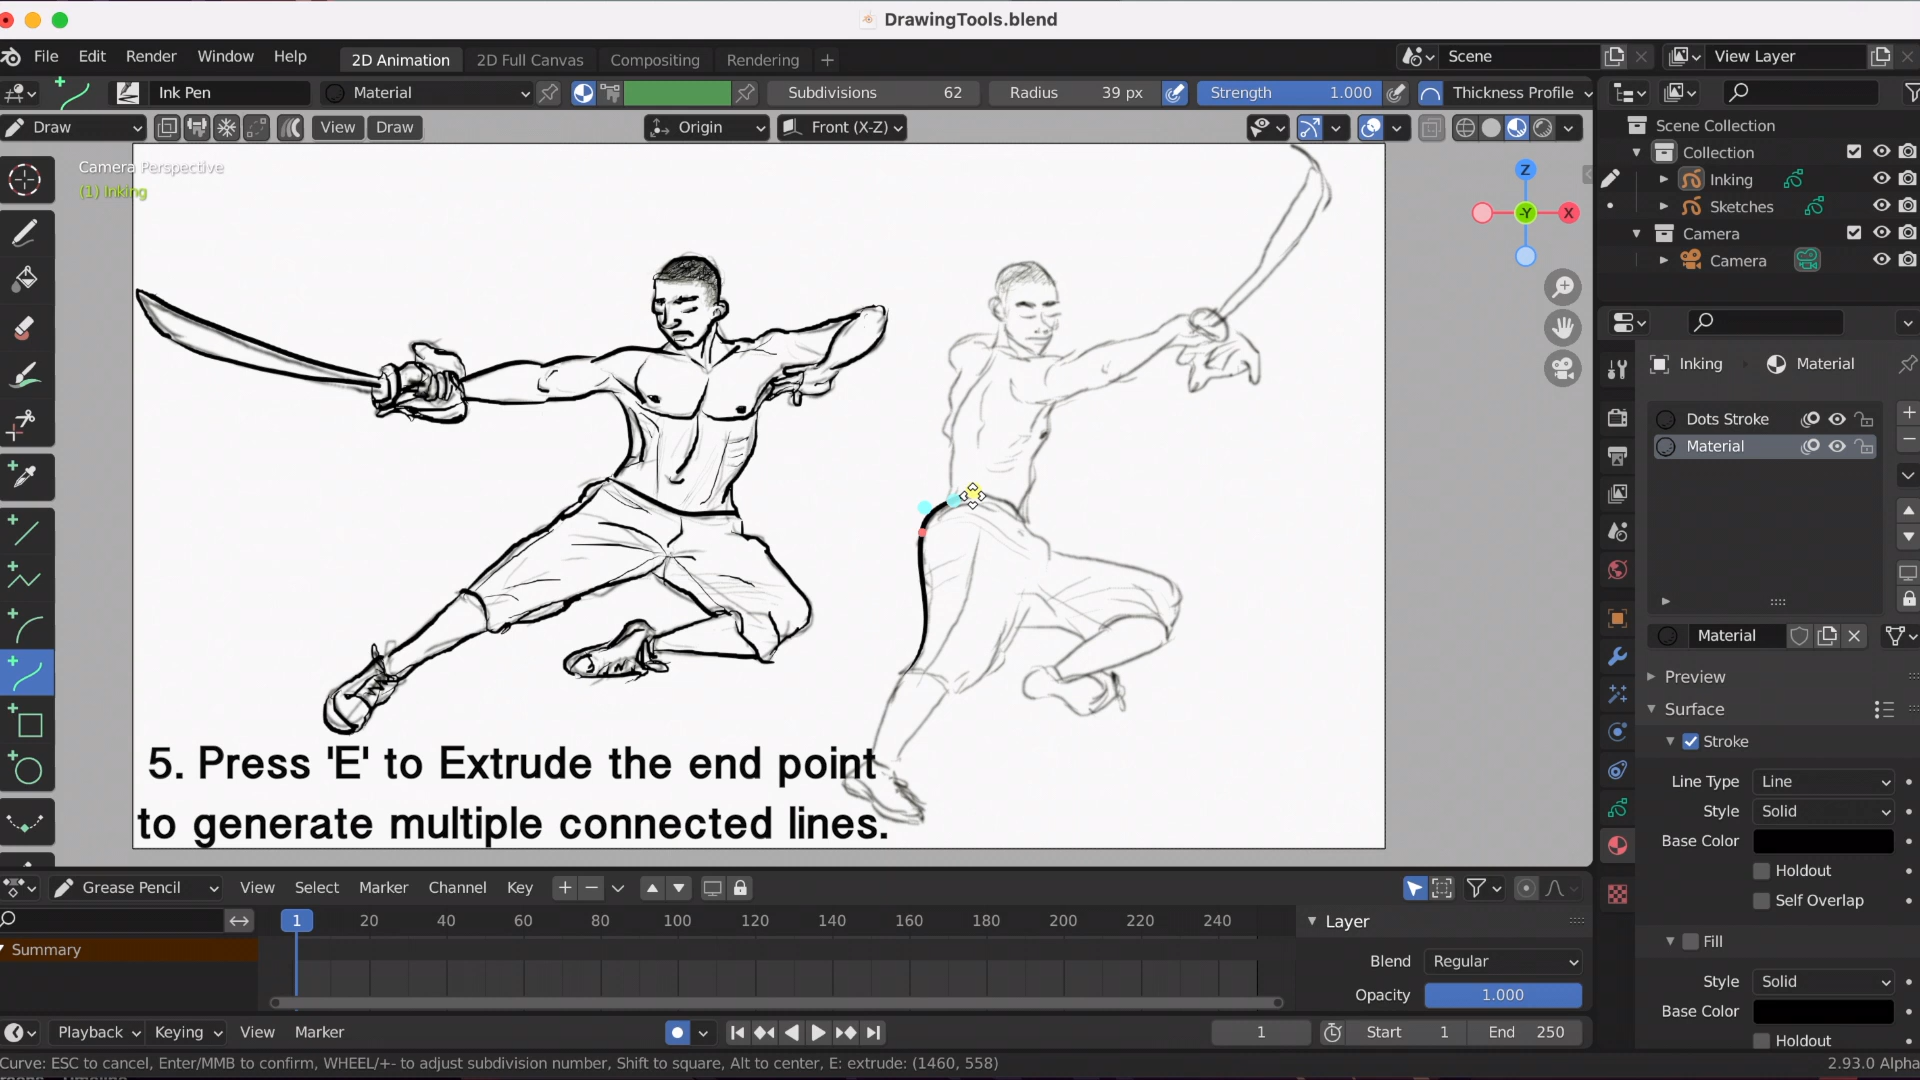 DrawingTools.blend
File Edit Render Window Help 2D Animation 2D Full Canvas Compositing Rendering + Scene View Layer
Ink Pen Material Subdivisions 62 Radius 39 px Strength 1.000 Thickness Profile
Draw View Draw Origin Front (X-Z)
Scene Collection
Collection
Inking
Sketches
Camera
Camera
Camera Perspective
(1) Inking
Z
-Y X
Inking Material
Dots Stroke
Material
Material
Preview
Surface
Stroke
Line Type Line
Style Solid
Base Color
Holdout
Self Overlap
Fill
Style Solid
Base Color
Holdout
5. Press 'E' to Extrude the end point
to generate multiple connected lines.
Grease Pencil View Select Marker Channel Key
1 20 40 60 80 100 120 140 160 180 200 220 240
Summary
Layer
Blend Regular
Opacity 1.000
Playback Keying View Marker 1 Start 1 End 250
Curve: ESC to cancel, Enter/MMB to confirm, WHEEL/+- to adjust subdivision number, Shift to square, Alt to center, E: extrude: (1460, 558) 2.93.0 Alpha